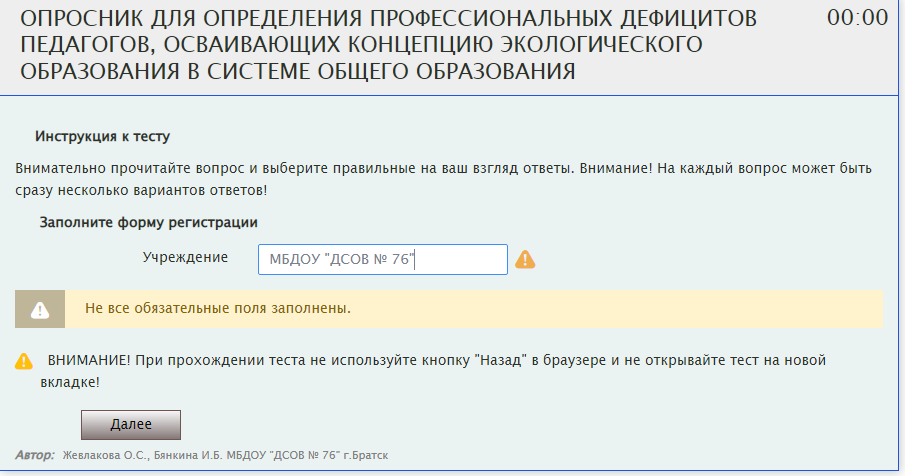 ОПРОСНИК ДЛЯ ОПРЕДЕЛЕНИЯ ПРОФЕССИОНАЛЬНЫХ ДЕФИЦИТОВ
00:00
ПЕДАГОГОВ, ОСВАИВАЮЩИХ КОНЦЕПЦИЮ ЭКОЛОГИЧЕСКОГО
ОБРАЗОВАНИЯ В СИСТЕМЕ ОБЩЕГО ОБРАЗОВАНИЯ
Инструкция к тесту
Внимательно прочитайте вопрос и выберите правильные на ваш взгляд ответы. Внимание! На каждый вопрос может быть
сразу несколько вариантов ответов!
Заполните форму регистрации
Учреждение МБДОУ "ДСОВ № 76"
Не все обязательные поля заполнены.
ВНИМАНИЕ! При прохождении теста не используйте кнопку "Назад" в браузере и не открывайте тест на новой
вкладке!
Далее
Автор: Жевлакова О.С., Бянкина И.Б. МБДОУ "ДСОВ № 76" г.Братск